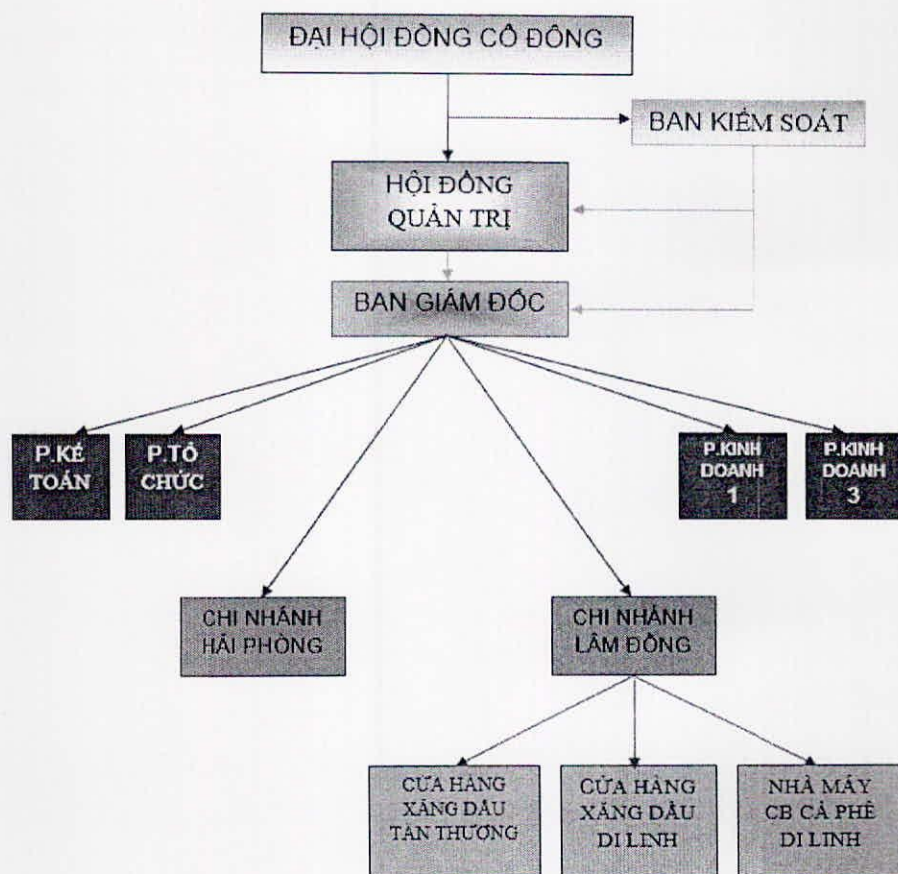 ĐẠI HỘI ĐỒNG CỔ ĐÔNG
BAN KIỂM SOÁT
HỘI ĐỒNG
QUẢN TRỊ
BAN GIÁM ĐỐC
P.KẾ
TOÁN
P.TỔ
CHỨC
P.KINH
DOANH
1
P.KINH
DOANH
3
CHI NHÁNH
HẢI PHÒNG
CHI NHÁNH
LÂM ĐỒNG
CỬA HÀNG
XĂNG DẦU
TÂN THƯỢNG
CỬA HÀNG
XĂNG DẦU
DI LINH
NHÀ MÁY
CB CÀ PHÊ
DI LINH